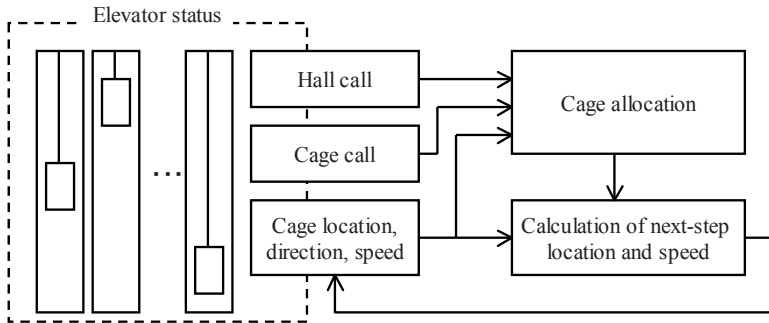 Elevator status
Hall call
Cage call
Cage location,
direction, speed
Cage allocation
Calculation of next-step
location and speed
...